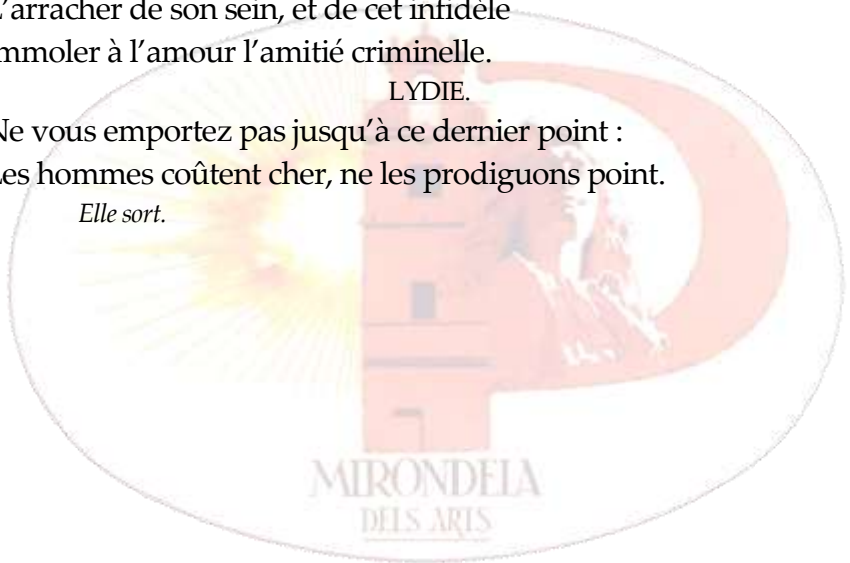 L’arracher de son sein, et de cet infidèle
Immoler à l’amour l’amitié criminelle.
LYDIE.
Ne vous emportez pas jusqu’à ce dernier point :
Les hommes coûtent cher, ne les prodiguons point.
Elle sort.
MIRONDELA
DELS ARTS